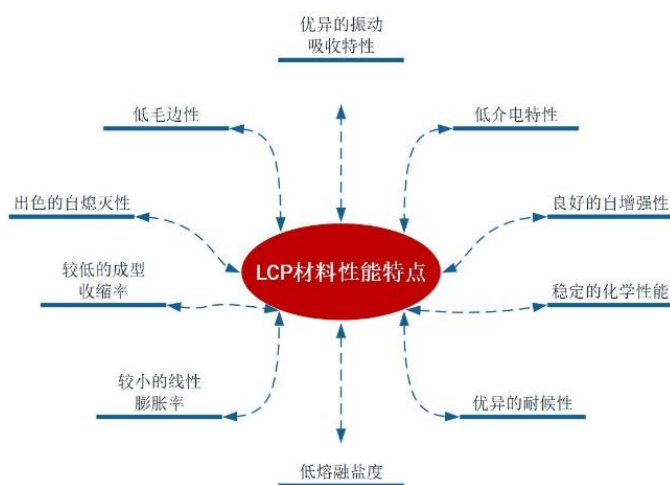 优异的振动
吸收特性
低毛边性
低介电特性
出色的自熄灭性
良好的自增强性
LCP材料性能特点
较低的成型
收缩率
稳定的化学性能
较小的线性
膨胀率
优异的耐候性
低熔融盐度